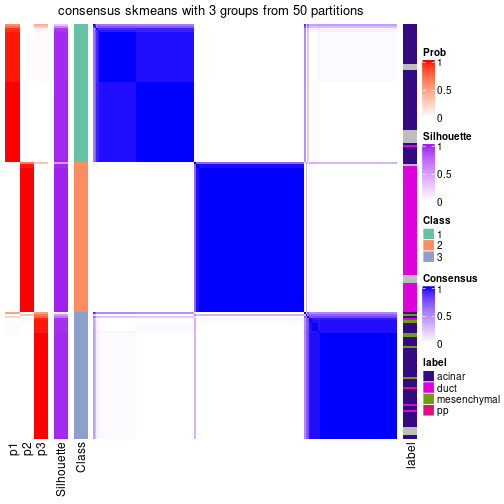 consensus skmeans with 3 groups from 50 partitions
Prob
1
0.5
0
Silhouette
1
0.5
0
Class
1
2
3
Consensus
1
0.5
0
label
acinar
duct
mesenchymal
pp
p1
p2
p3
Silhouette
Class
label